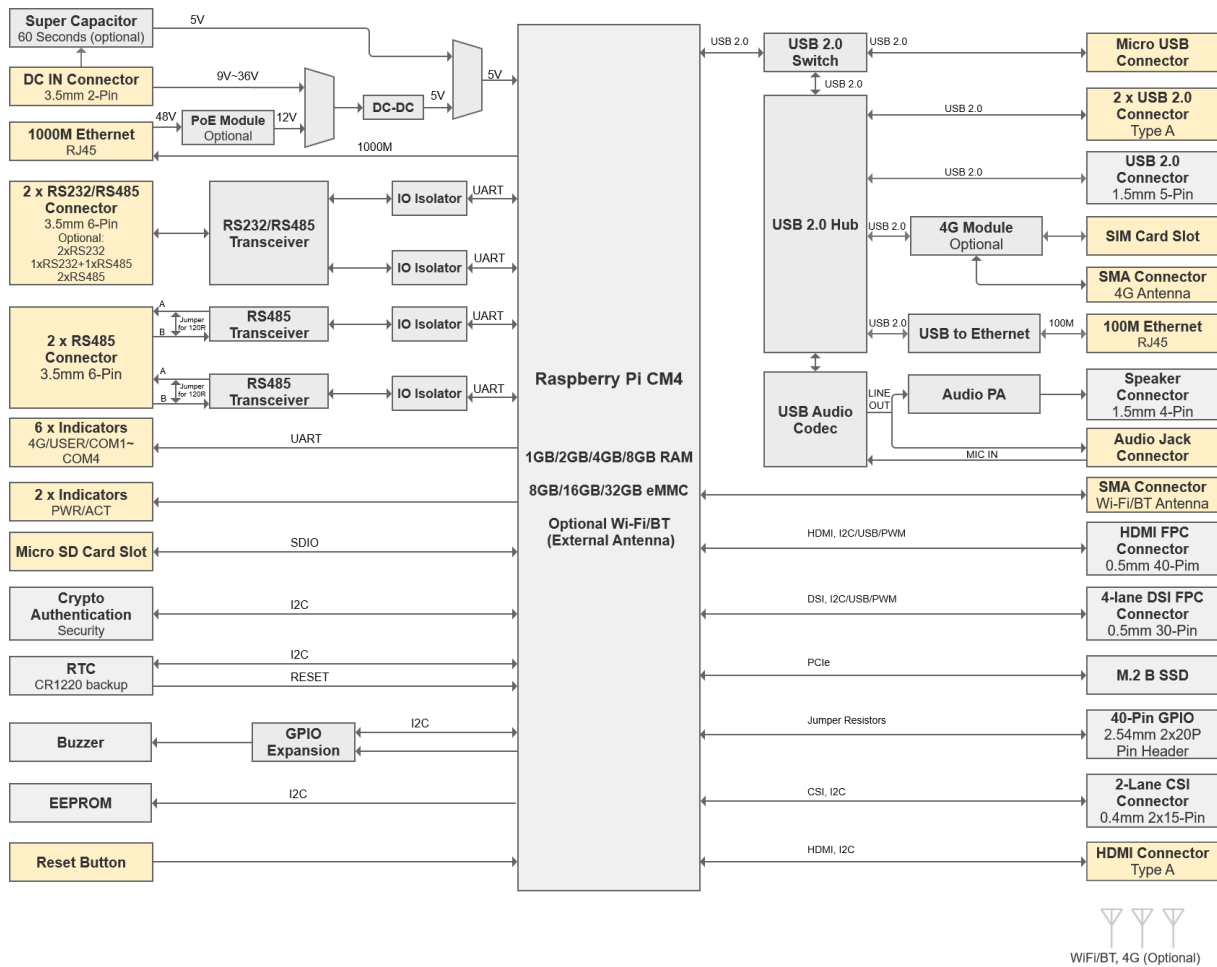 Super Capacitor
60 Seconds (optional)
5V
DC IN Connector
3.5mm 2-Pin
9V~36V
48V
PoE Module
Optional
12V
DC-DC
5V
5V
1000M Ethernet
RJ45
1000M
2 x RS232/RS485
Connector
3.5mm 6-Pin
Optional:
2xRS232
1xRS232+1xRS485
2xRS485
RS232/RS485
Transceiver
IO Isolator
UART
IO Isolator
UART
2 x RS485
Connector
3.5mm 6-Pin
A
Jumper
for 120R
B
RS485
Transceiver
IO Isolator
UART
A
Jumper
for 120R
B
RS485
Transceiver
IO Isolator
UART
6 x Indicators
4G/USER/COM1~
COM4
UART
2 x Indicators
PWR/ACT
Micro SD Card Slot
SDIO
Crypto
Authentication
Security
I2C
RTC
CR1220 backup
I2C
RESET
Buzzer
GPIO
Expansion
I2C
EEPROM
I2C
Reset Button
Raspberry Pi CM4
1GB/2GB/4GB/8GB RAM
8GB/16GB/32GB eMMC
Optional Wi-Fi/BT
(External Antenna)
USB 2.0
USB 2.0
Switch
USB 2.0
Micro USB
Connector
USB 2.0
USB 2.0 Hub
USB 2.0
2 x USB 2.0
Connector
Type A
USB 2.0
USB 2.0
Connector
1.5mm 5-Pin
USB 2.0
4G Module
Optional
SIM Card Slot
SMA Connector
4G Antenna
USB 2.0
USB to Ethernet
100M
100M Ethernet
RJ45
USB Audio
Codec
LINE
OUT
Audio PA
Speaker
Connector
1.5mm 4-Pin
MIC IN
Audio Jack
Connector
SMA Connector
Wi-Fi/BT Antenna
HDMI, I2C/USB/PWM
HDMI FPC
Connector
0.5mm 40-Pim
DSI, I2C/USB/PWM
4-lane DSI FPC
Connector
0.5mm 30-Pin
PCIe
M.2 B SSD
Jumper Resistors
40-Pin GPIO
2.54mm 2x20P
Pin Header
CSI, I2C
2-Lane CSI
Connector
0.4mm 2x15-Pin
HDMI, I2C
HDMI Connector
Type A
WiFi/BT, 4G (Optional)